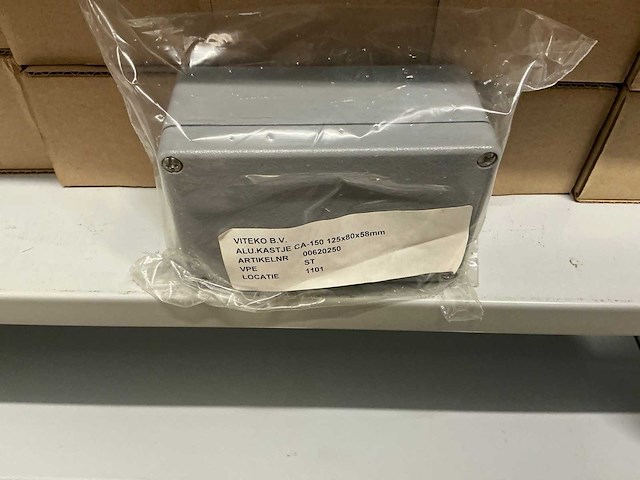 VITEKO B.V.
ALU.KASTJE CA-150 125x80x58mm
ARTIKELNR 00620250
VPE ST
LOCATIE 1101